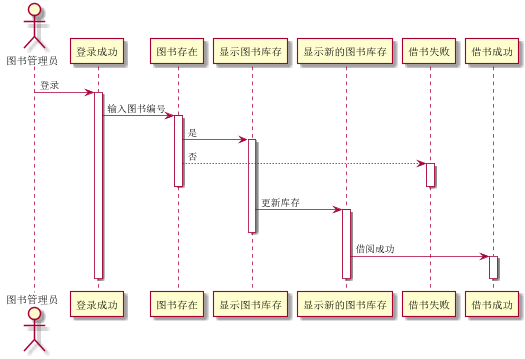 图书管理员
登录成功
图书存在
显示图书库存
显示新的图书库存
借书失败
借书成功
登录
输入图书编号
是
否
更新库存
借阅成功
图书管理员
登录成功
图书存在
显示图书库存
显示新的图书库存
借书失败
借书成功